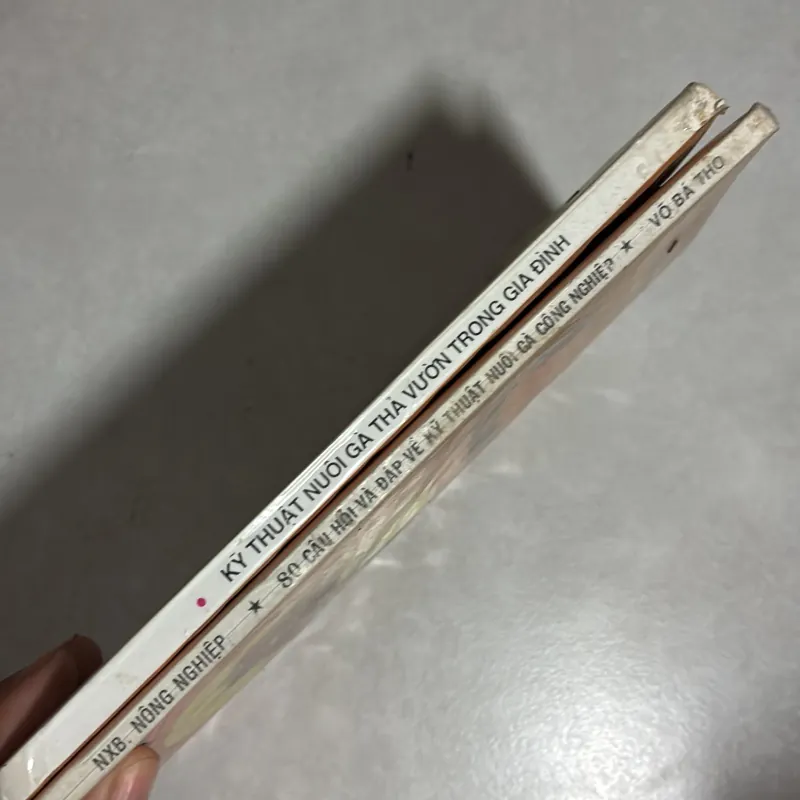 KỸ THUẬT NUÔI GÀ THẢ VƯỜN TRONG GIA ĐÌNH
NXB. NÔNG NGHIỆP ★ 80 CÂU HỎI VÀ ĐÁP VỀ KỸ THUẬT NUÔI GÀ CÔNG NGHIỆP ★ VÕ BÁ THỌ